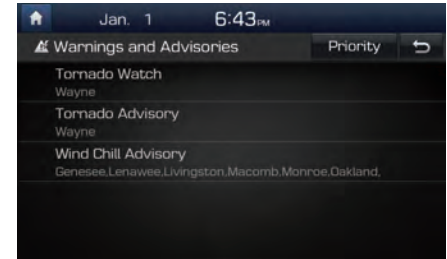 Jan. 1 6:43PM
Warnings and Advisories Priority
Tornado Watch
Wayne
Tornado Advisory
Wayne
Wind Chill Advisory
Genesee,Lenawee,Livingston,Macomb,Monroe,Oakland,